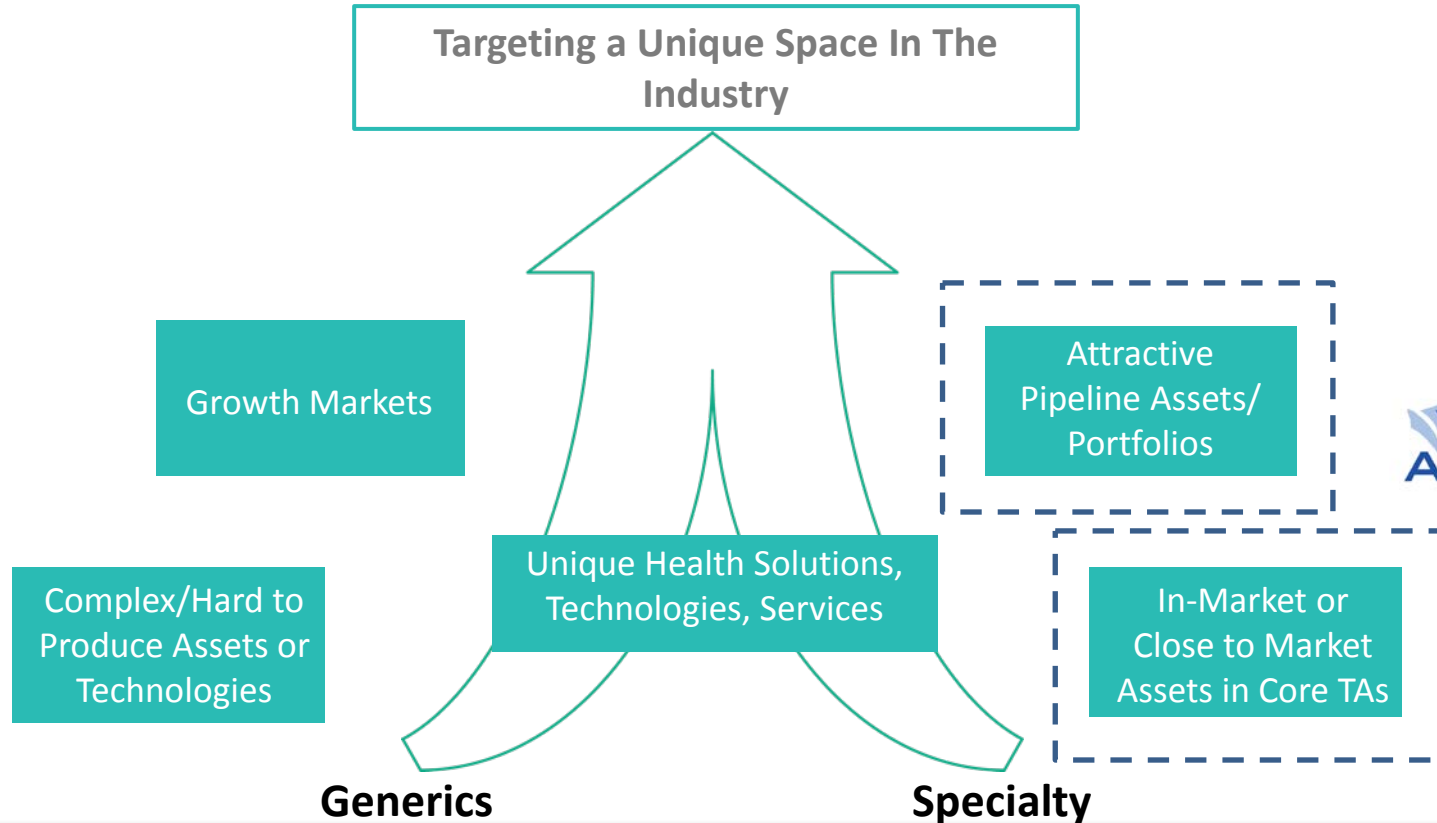 Targeting a Unique Space In The
Industry
Growth Markets
Attractive
Pipeline Assets/
Portfolios
Unique Health Solutions,
Technologies, Services
Complex/Hard to
Produce Assets or
Technologies
In-Market or
Close to Market
Assets in Core TAs
Generics
Specialty